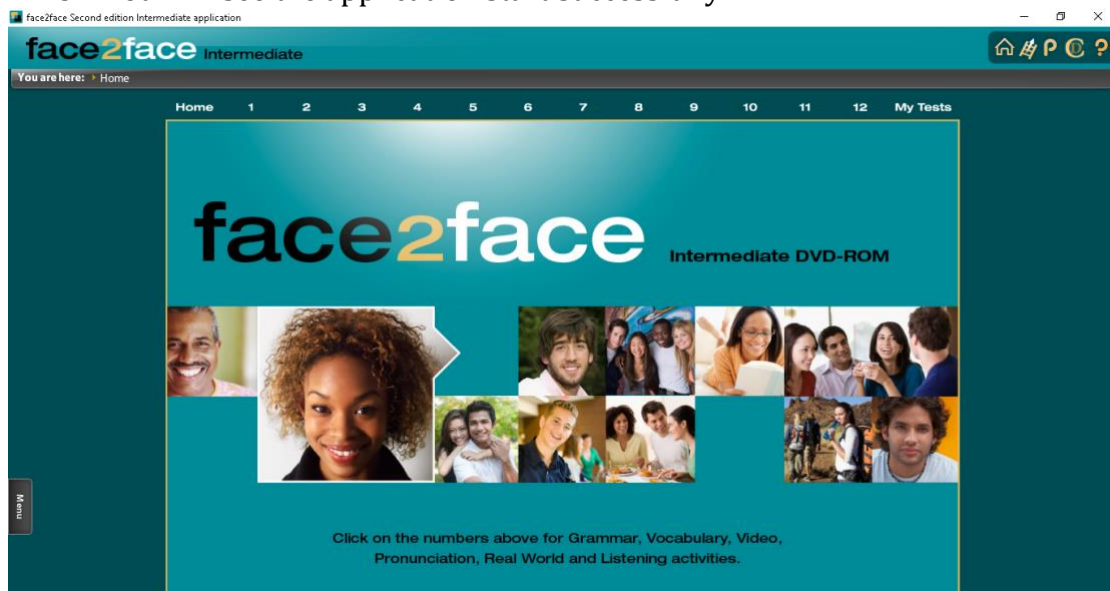 face2face Second edition Intermediate application
face2face Intermediate
You are here: Home
Home 1 2 3 4 5 6 7 8 9 10 11 12 My Tests
face2face Intermediate DVD-ROM
Menu
Click on the numbers above for Grammar, Vocabulary, Video,
Pronunciation, Real World and Listening activities.